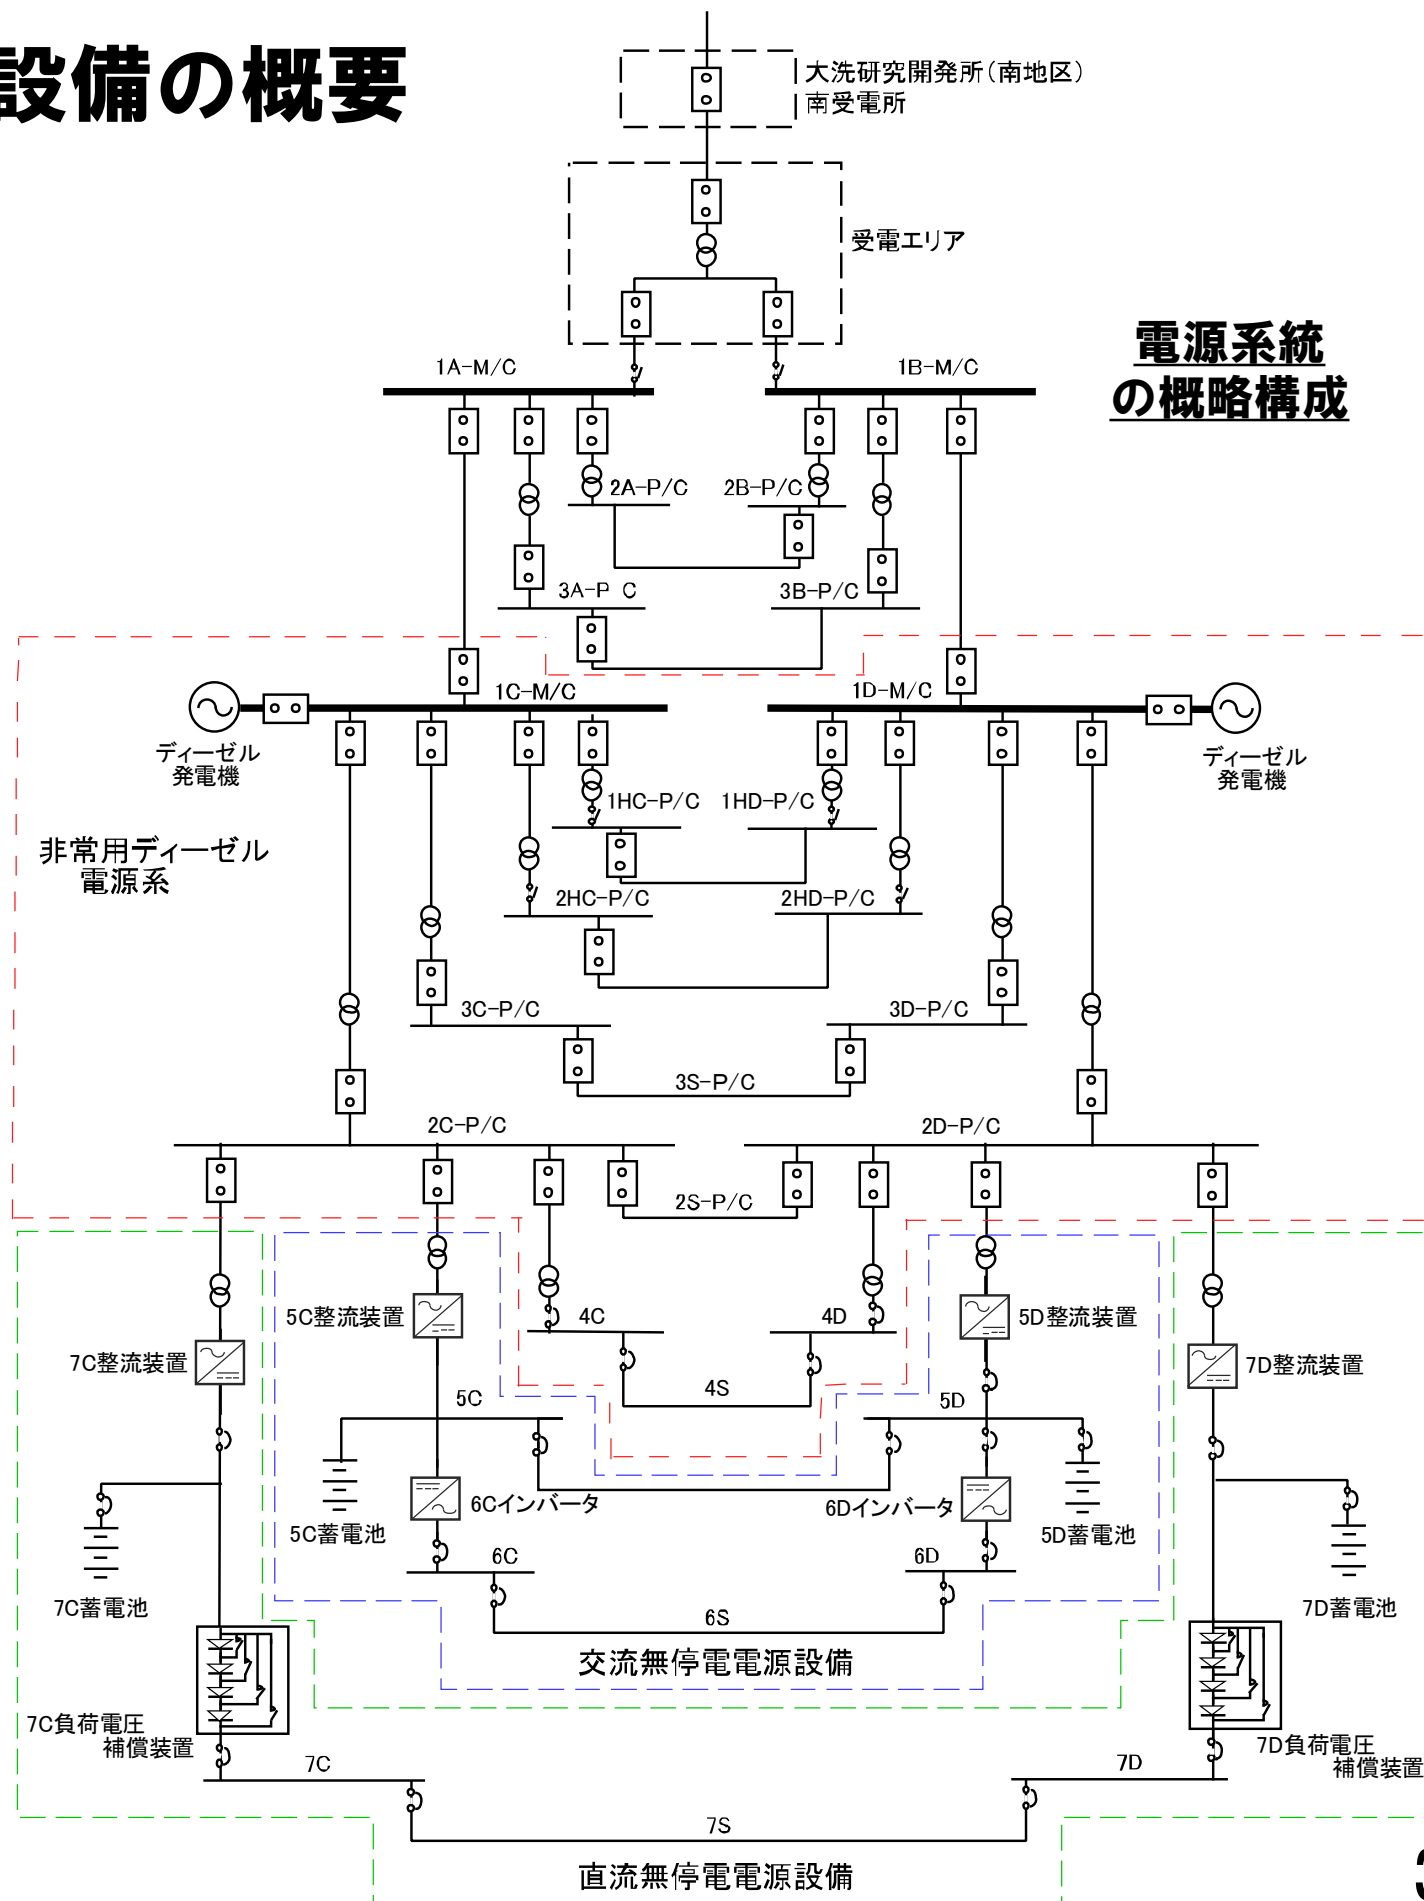 設備の概要
大洗研究開発所（南地区）
南受電所
受電エリア
電源系統
の概略構成
1A-M/C
1B-M/C
2A-P/C
2B-P/C
3A-P C
3B-P/C
1C-M/C
1D-M/C
ディーゼル
発電機
ディーゼル
発電機
1HC-P/C
1HD-P/C
非常用ディーゼル
電源系
2HC-P/C
2HD-P/C
3C-P/C
3D-P/C
3S-P/C
2C-P/C
2D-P/C
2S-P/C
5C整流装置
4C
4D
5D整流装置
7C整流装置
7D整流装置
4S
5C
5D
6Cインバータ
6Dインバータ
5C蓄電池
5D蓄電池
6C
6D
7C蓄電池
7D蓄電池
6S
交流無停電電源設備
7C負荷電圧
補償装置
7D負荷電圧
補償装置
7C
7D
7S
直流無停電電源設備